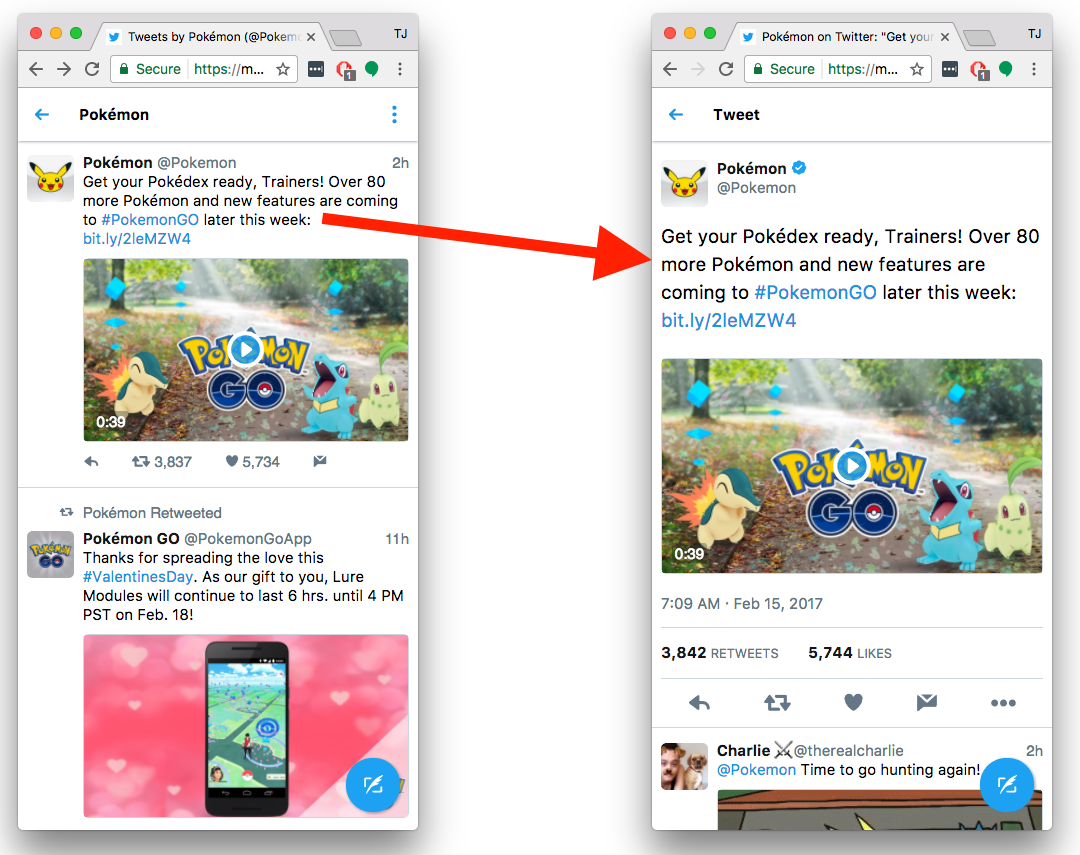 Tweets by Pokémon (@Pokem
TJ
Secure
https://m...
1
Pokémon
Pokémon @Pokemon
2h
Get your Pokédex ready, Trainers! Over 80
more Pokémon and new features are coming
to #PokemonGO later this week:
bit.ly/2leMZW4
POKÉMON
GO
0:39
3,837
5,734
Pokémon Retweeted
Pokémon GO @PokemonGoApp
11h
POKÉMON
GO
Thanks for spreading the love this
#ValentinesDay. As our gift to you, Lure
Modules will continue to last 6 hrs. until 4 PM
PST on Feb. 18!
Pokémon on Twitter: "Get your
TJ
Secure
https://m...
1
Tweet
Pokémon
@Pokemon
Get your Pokédex ready, Trainers! Over 80
more Pokémon and new features are
coming to #PokemonGO later this week:
bit.ly/2leMZW4
POKÉMON
GO
0:39
7:09 AM · Feb 15, 2017
3,842 RETWEETS
5,744 LIKES
Charlie ⚔@therealcharlie
2h
@Pokemon Time to go hunting again!